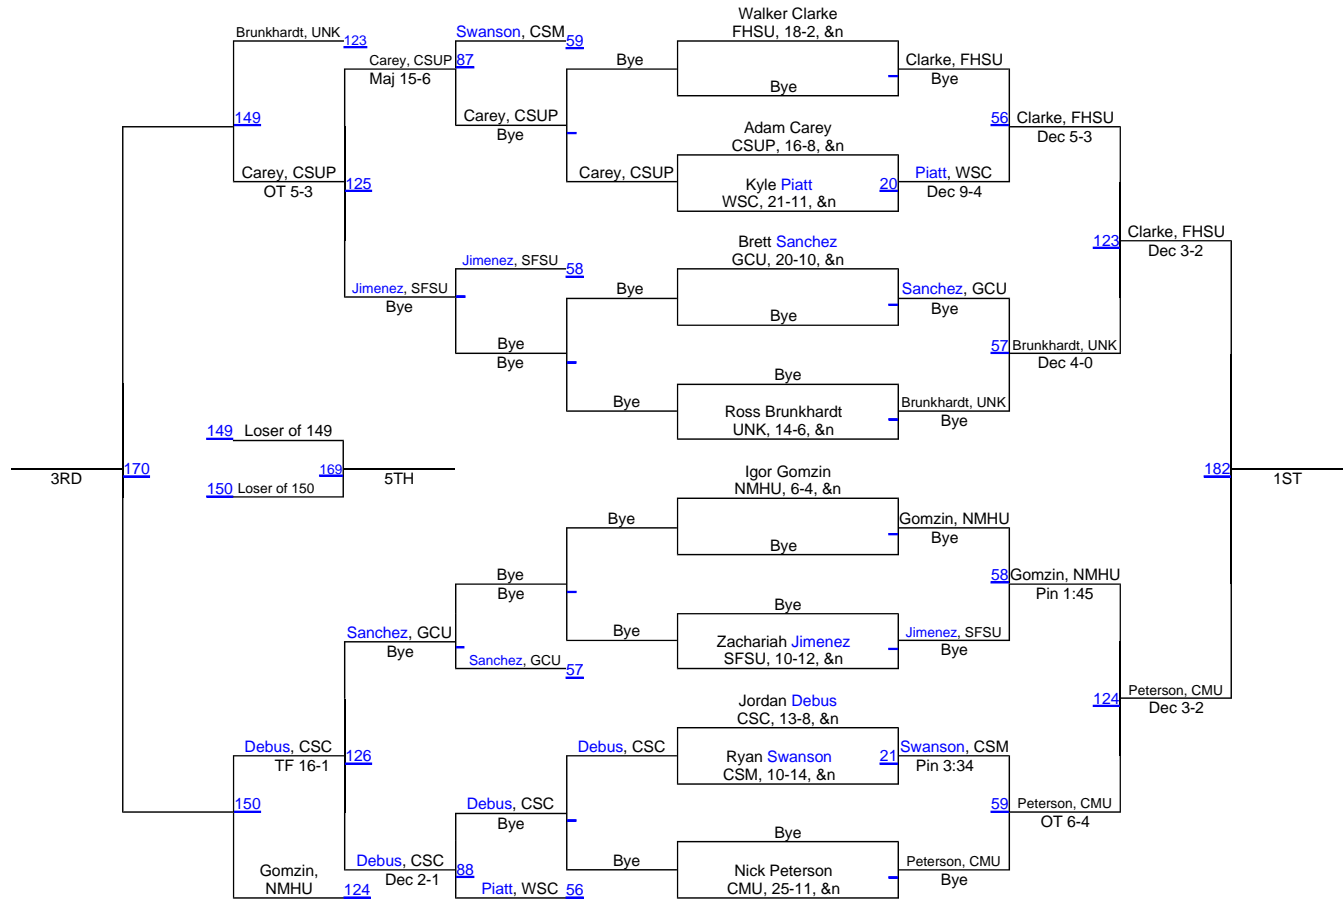 Walker Clarke
FHSU, 18-2, &n
Bye
Adam Carey
CSUP, 16-8, &n
Kyle Piatt
WSC, 21-11, &n
20
Brett Sanchez
GCU, 20-10, &n
Bye
Bye
Ross Brunkhardt
UNK, 14-6, &n
Igor Gomzin
NMHU, 6-4, &n
Bye
Bye
Zachariah Jimenez
SFSU, 10-12, &n
Jordan Debus
CSC, 13-8, &n
Ryan Swanson
CSM, 10-14, &n
21
Bye
Nick Peterson
CMU, 25-11, &n
Clarke, FHSU
Bye
56
Piatt, WSC
Dec 9-4
Sanchez, GCU
Bye
57
Brunkhardt, UNK
Bye
Gomzin, NMHU
Bye
58
Jimenez, SFSU
Bye
Swanson, CSM
Pin 3:34
59
Peterson, CMU
Bye
Clarke, FHSU
Dec 5-3
123
Brunkhardt, UNK
Dec 4-0
Gomzin, NMHU
Pin 1:45
124
Peterson, CMU
OT 6-4
Clarke, FHSU
Dec 3-2
182
Peterson, CMU
Dec 3-2
1ST
Bye
Carey, CSUP
Bye
Bye
Bye
Bye
Debus, CSC
Bye
Swanson, CSM
59
87
Carey, CSUP
Bye
Jimenez, SFSU
58
Bye
Bye
Bye
Bye
Sanchez, GCU
57
Debus, CSC
Bye
88
Piatt, WSC
56
Carey, CSUP
Maj 15-6
125
Jimenez, SFSU
Bye
Sanchez, GCU
Bye
126
Debus, CSC
Dec 2-1
Brunkhardt, UNK
123
149
Carey, CSUP
OT 5-3
Debus, CSC
TF 16-1
150
Gomzin,
NMHU
124
149
Loser of 149
169
5TH
150
Loser of 150
170
3RD